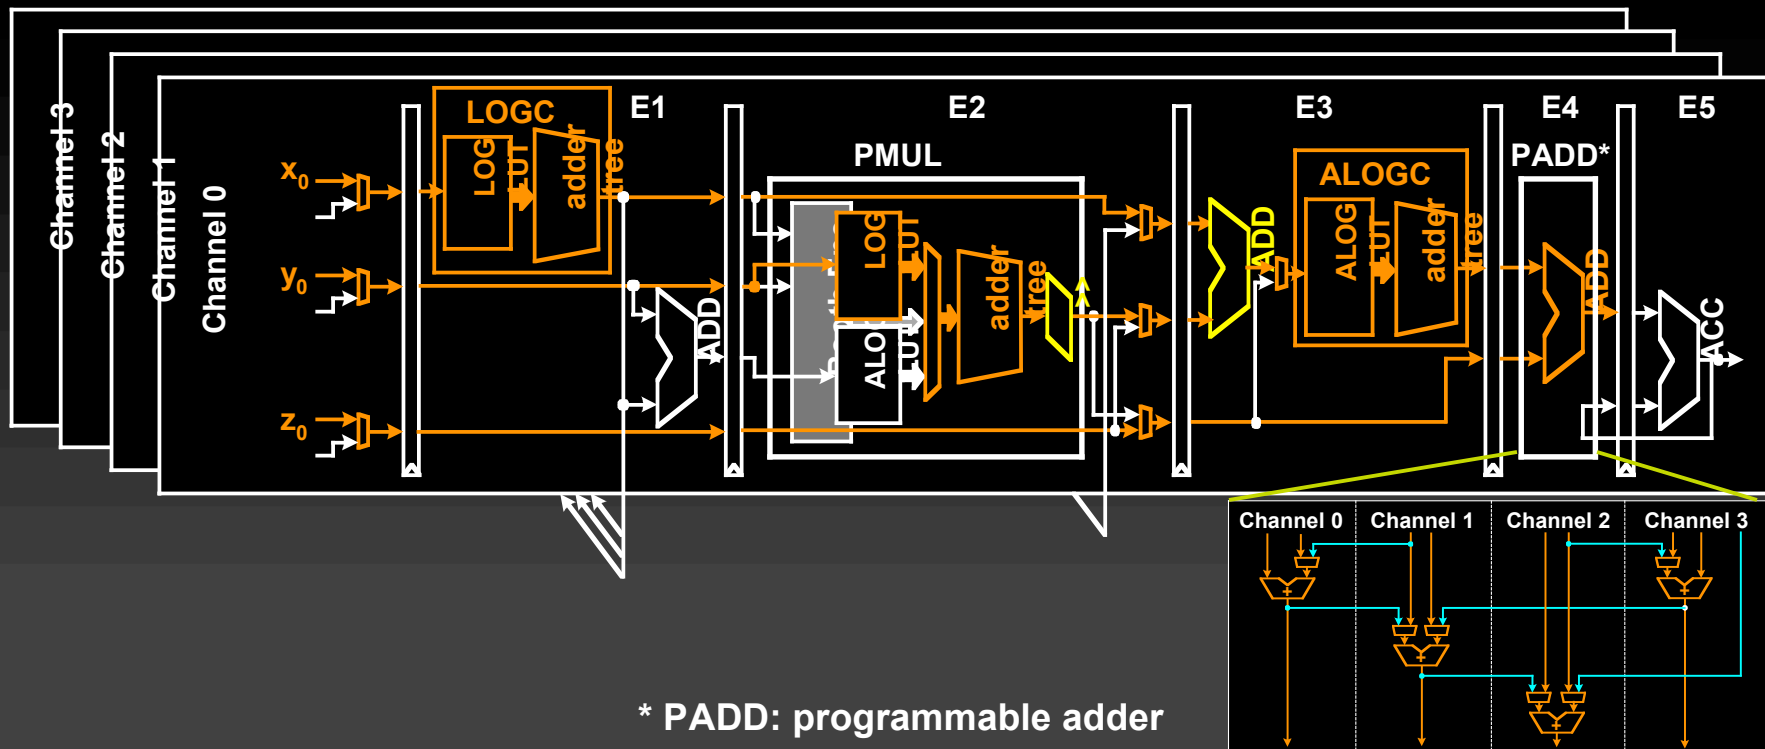 Channel 3
Channel 2
Channel 1
Channel 0
x0
y0
z0
E1
LOGC
LOG
LUT
adder
tree
ADD
E2
PMUL
LOG
LUT
ALOG
LUT
adder
tree
>>
E3
ADD
ALOGC
ALOG
LUT
adder
tree
E4
PADD*
ADD
E5
ACC
Channel 0
Channel 1
Channel 2
Channel 3
+
+
+
+
* PADD: programmable adder